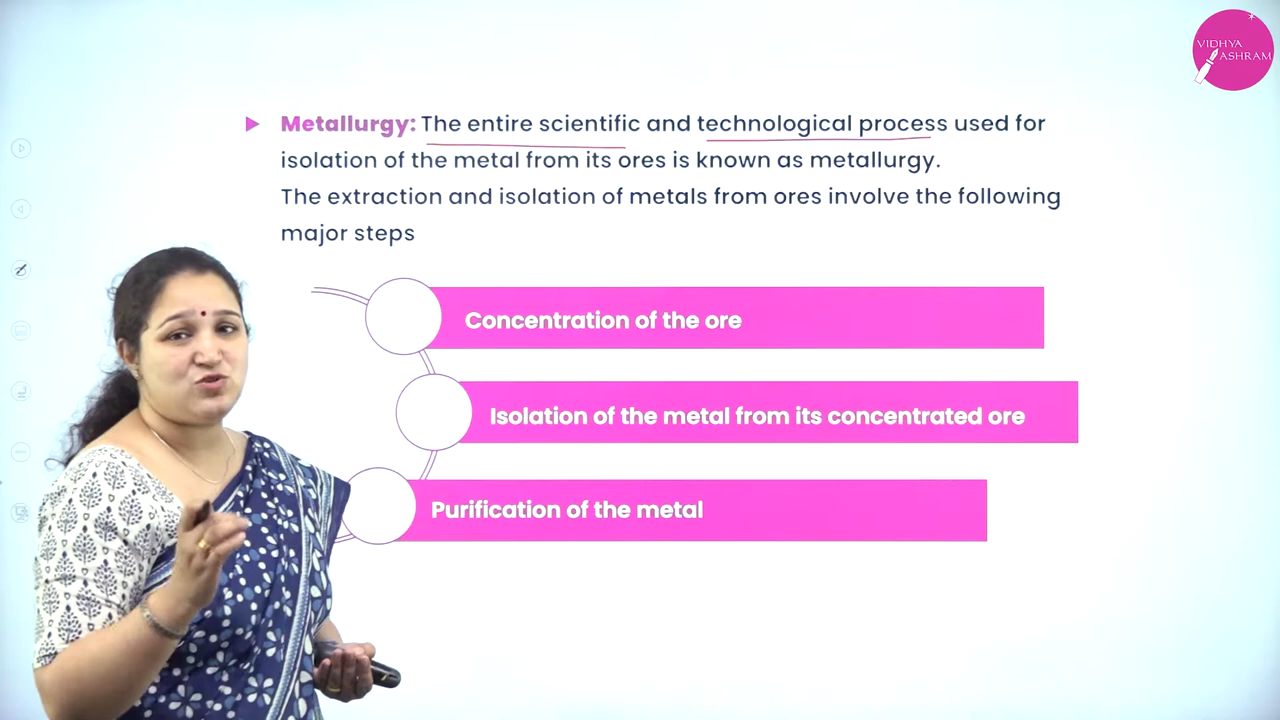 VIDHYA
ASHRAM
Metallurgy: The entire scientific and technological process used for
isolation of the metal from its ores is known as metallurgy.
The extraction and isolation of metals from ores involve the following
major steps
Concentration of the ore
Isolation of the metal from its concentrated ore
Purification of the metal